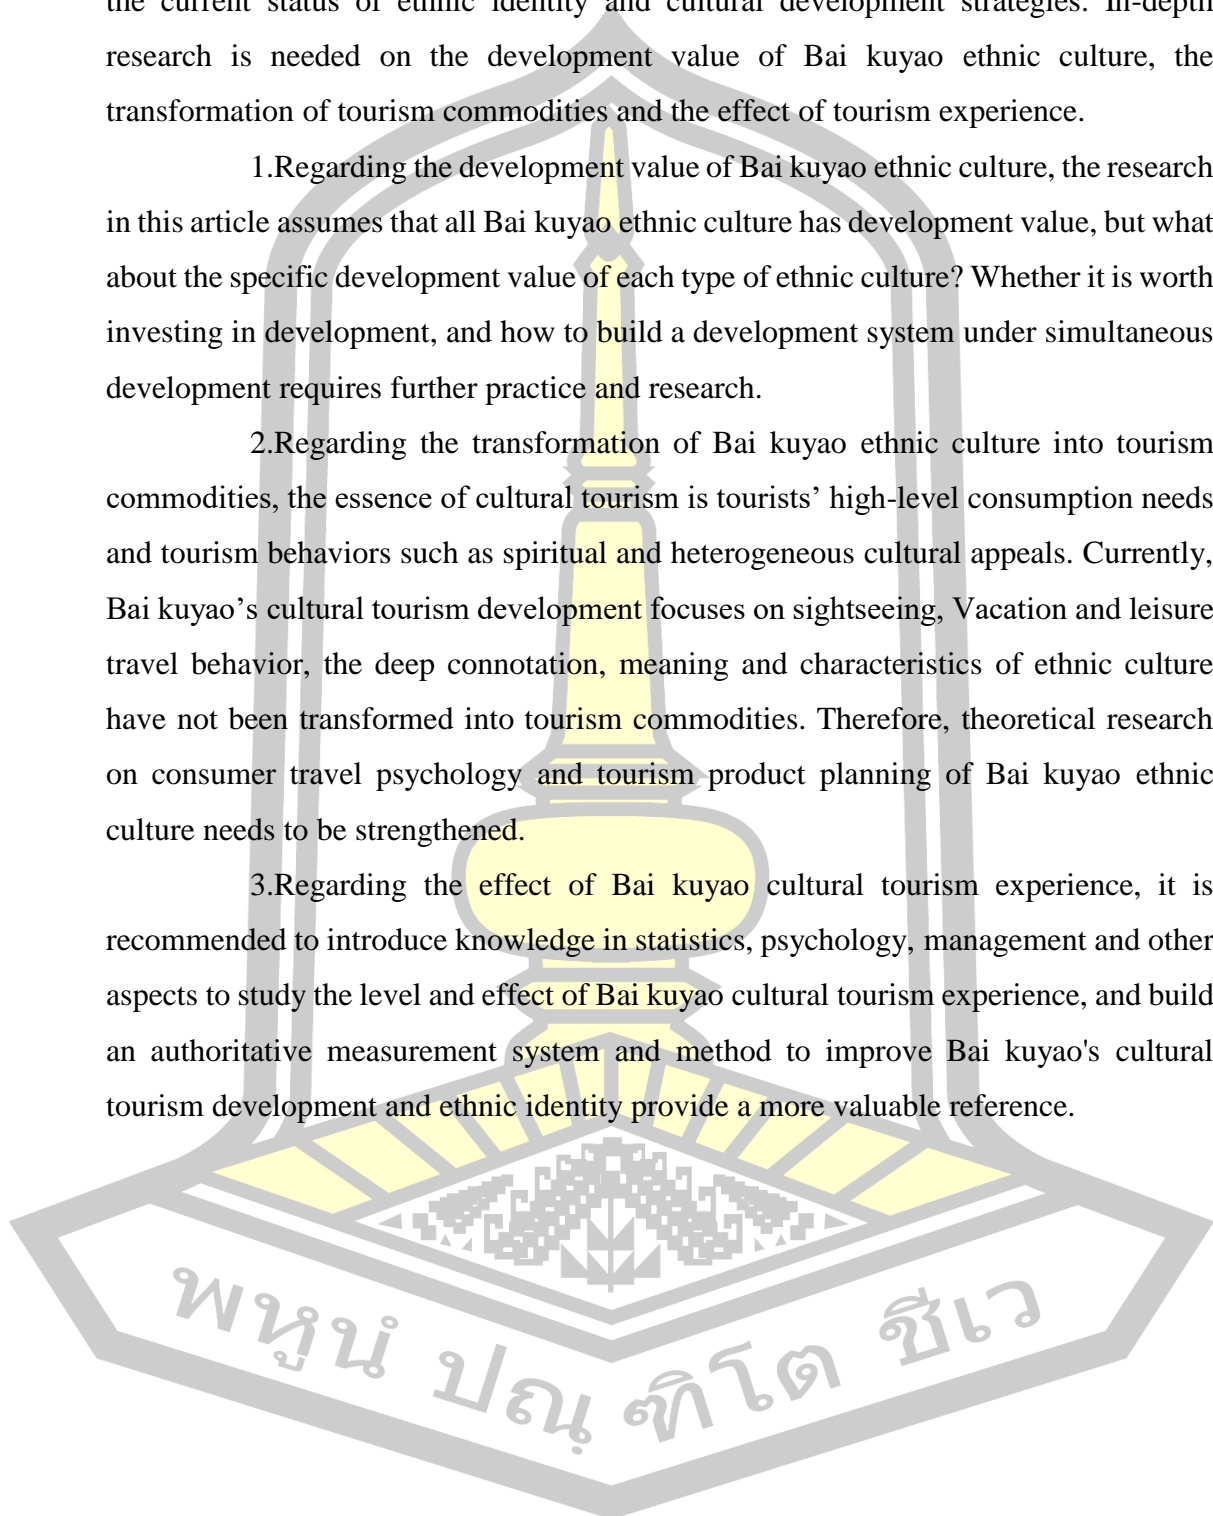 the current status of ethnic identity and cultural development strategies. In-depth
research is needed on the development value of Bai kuyao ethnic culture, the
transformation of tourism commodities and the effect of tourism experience.
1.Regarding the development value of Bai kuyao ethnic culture, the research
in this article assumes that all Bai kuyao ethnic culture has development value, but what
about the specific development value of each type of ethnic culture? Whether it is worth
investing in development, and how to build a development system under simultaneous
development requires further practice and research.
2.Regarding the transformation of Bai kuyao ethnic culture into tourism
commodities, the essence of cultural tourism is tourists’ high-level consumption needs
and tourism behaviors such as spiritual and heterogeneous cultural appeals. Currently,
Bai kuyao’s cultural tourism development focuses on sightseeing, Vacation and leisure
travel behavior, the deep connotation, meaning and characteristics of ethnic culture
have not been transformed into tourism commodities. Therefore, theoretical research
on consumer travel psychology and tourism product planning of Bai kuyao ethnic
culture needs to be strengthened.
3.Regarding the effect of Bai kuyao cultural tourism experience, it is
recommended to introduce knowledge in statistics, psychology, management and other
aspects to study the level and effect of Bai kuyao cultural tourism experience, and build
an authoritative measurement system and method to improve Bai kuyao's cultural
tourism development and ethnic identity provide a more valuable reference.
พหูนํ ปณฺฑิโต ชีเว